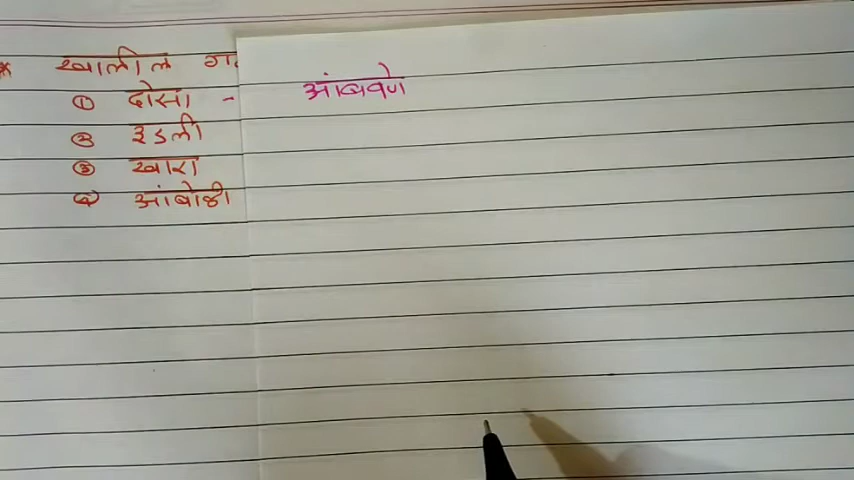 * खालील
① दोसा -
② इडली
③ खारा
④ आंबोळी
आंबवणे